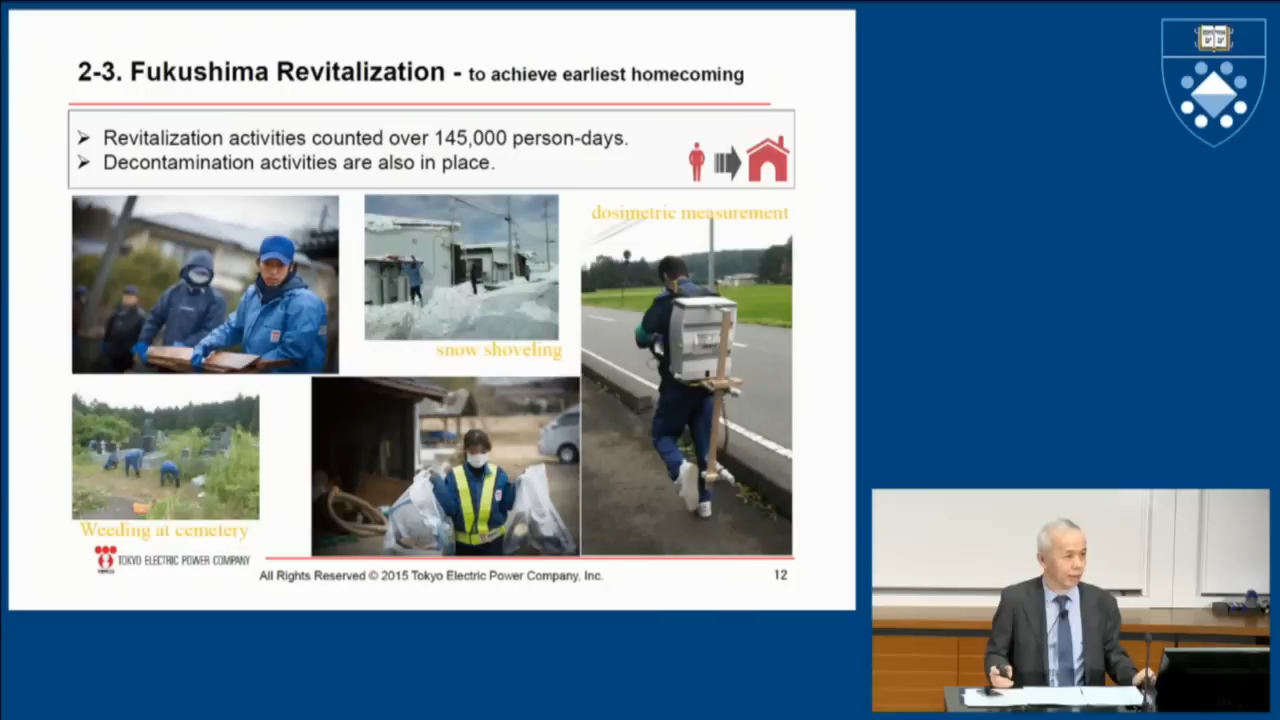 2-3. Fukushima Revitalization - to achieve earliest homecoming
Revitalization activities counted over 145,000 person-days.
Decontamination activities are also in place.
dosimetric measurement
snow shoveling
Weeding at cemetery
TOKYO ELECTRIC POWER COMPANY
All Rights Reserved © 2015 Tokyo Electric Power Company, Inc.
12